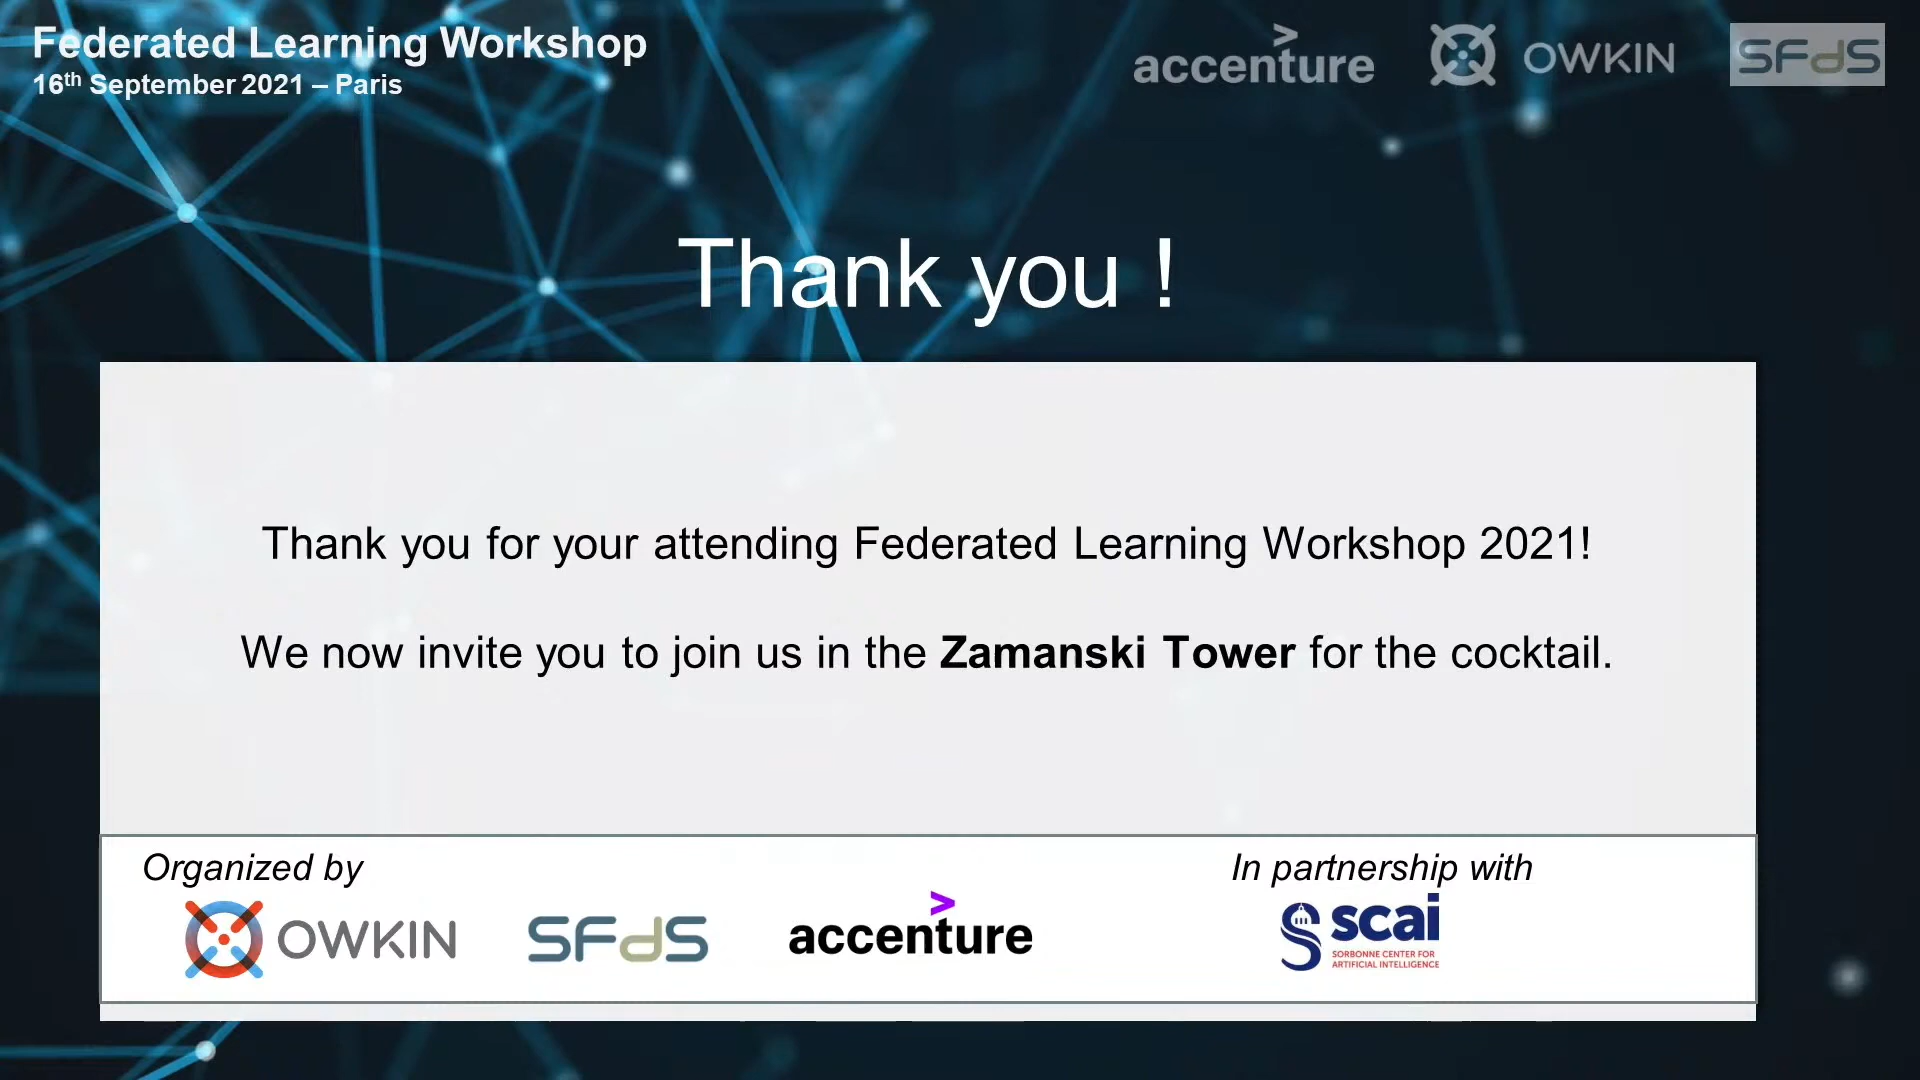 Federated Learning Workshop
16th September 2021 – Paris
accenture
OWKIN
SFdS
Thank you !
Thank you for your attending Federated Learning Workshop 2021!
We now invite you to join us in the Zamanski Tower for the cocktail.
Organized by
In partnership with
OWKIN
SFdS
accenture
scai
SORBONNE CENTER FOR
ARTIFICIAL INTELLIGENCE